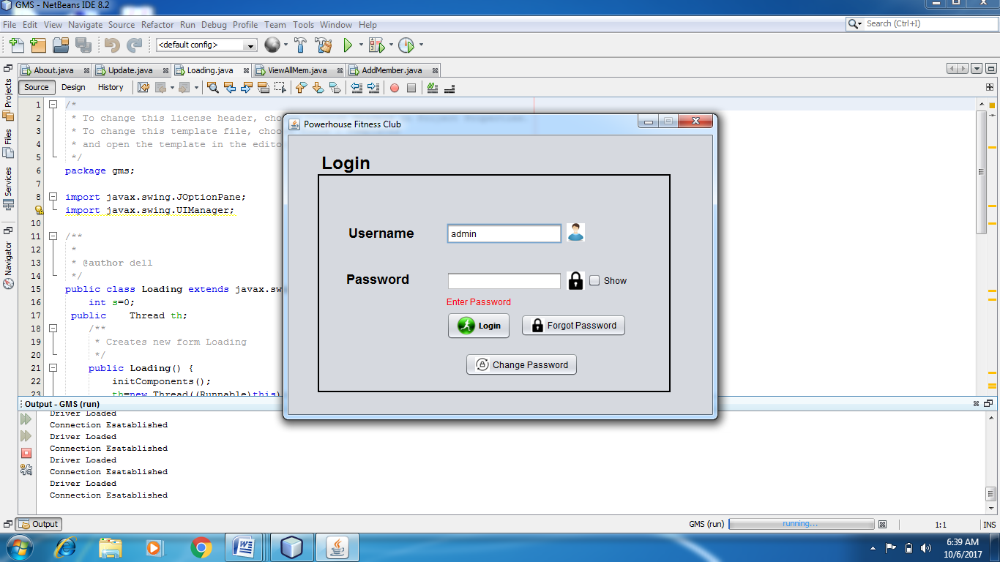 GMS - NetBeans IDE 8.2
File Edit View Navigate Source Refactor Run Debug Profile Team Tools Window Help
Search (Ctrl+I)
<default config>
About.java Update.java Loading.java ViewAllMem.java AddMember.java
Source Design History
Projects
Files
Services
Navigator
1 /*
2 * To change this license header, cho
3 * To change this template file, choo
4 * and open the template in the edito
5 */
6 package gms;
7
8 import javax.swing.JOptionPane;
9 import javax.swing.UIManager;
10
11 /**
12 *
13 * @author dell
14 */
15 public class Loading extends javax.sw
16 int s=0;
17 public Thread th;
18 /**
19 * Creates new form Loading
20 */
21 public Loading() {
22 initComponents();
23 th=new Thread((Runnable)this)
Powerhouse Fitness Club
Login
Username admin
Password Show
Enter Password
Login Forgot Password
Change Password
Output - GMS (run)
Driver Loaded
Connection Esatablished
Driver Loaded
Connection Esatablished
Driver Loaded
Connection Esatablished
Driver Loaded
Connection Esatablished
Output GMS (run) running... 1:1 INS
6:39 AM
10/6/2017